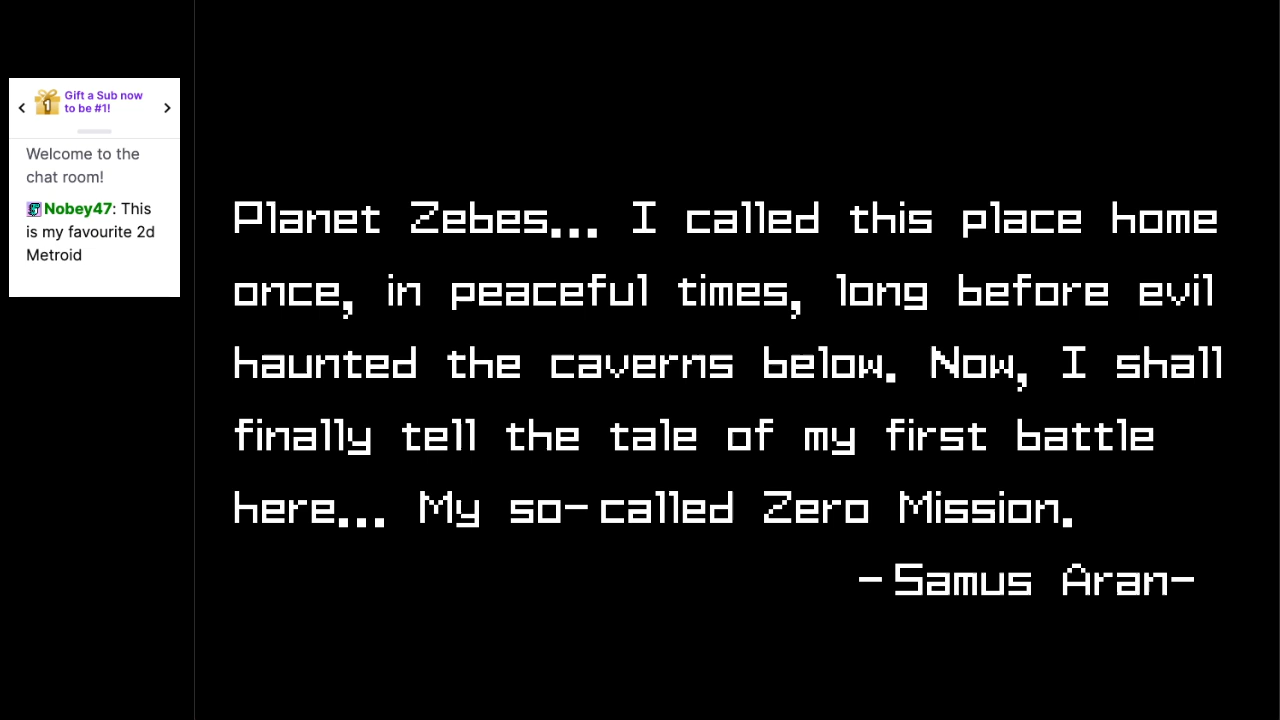 Gift a Sub now
to be #1!
1
Welcome to the
chat room!
Nobey47: This
is my favourite 2d
Metroid
Planet Zebes... I called this place home
once, in peaceful times, long before evil
haunted the caverns below. Now, I shall
finally tell the tale of my first battle
here... My so-called Zero Mission.
-Samus Aran-